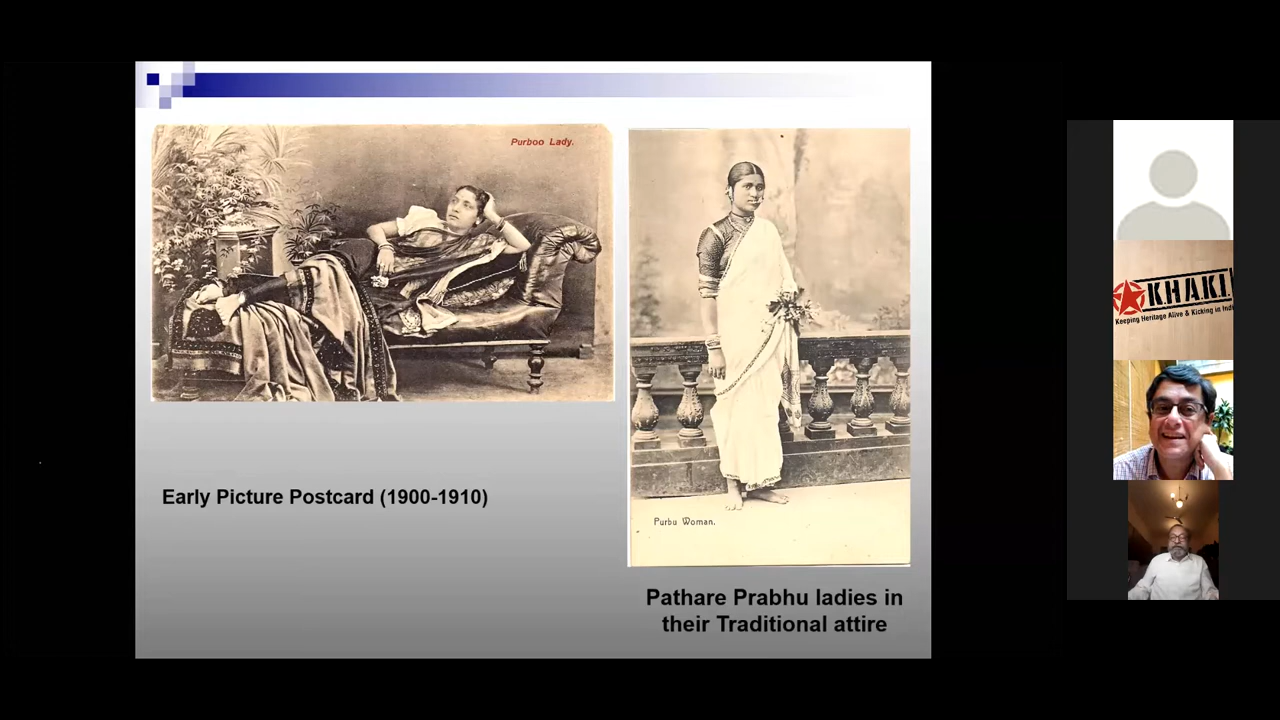 Purboo Lady.
Early Picture Postcard (1900-1910)
Purbu Woman.
Pathare Prabhu ladies in
their Traditional attire
KHAKI
Keeping Heritage Alive & Kicking in